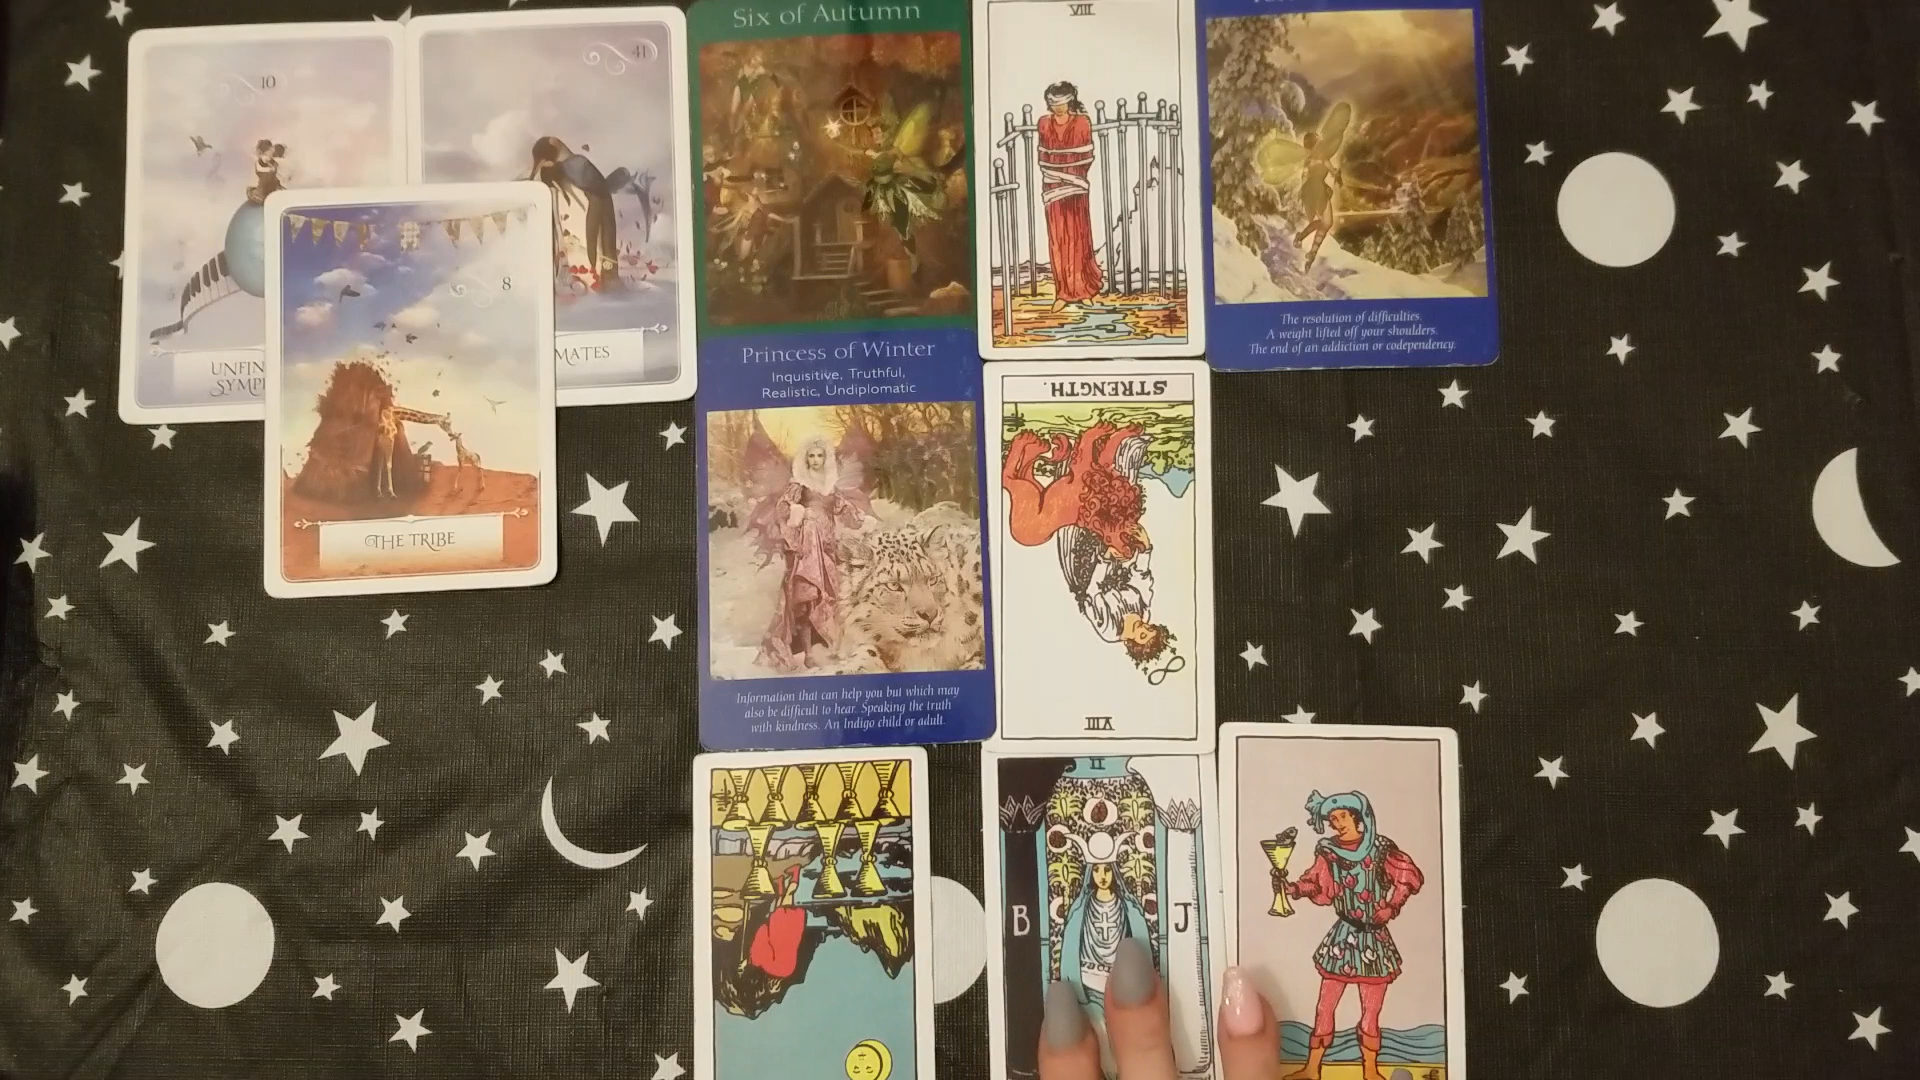 10
UNFIN
SYMP
41
MATES
8
THE TRIBE
Six of Autumn
Princess of Winter
Inquisitive, Truthful,
Realistic, Undiplomatic
Information that can help you but which may
also be difficult to hear. Speaking the truth
with kindness. An Indigo child or adult.
VIII
The resolution of difficulties.
A weight lifted off your shoulders.
The end of an addiction or codependency.
STRENGTH.
VIII
II
B
J